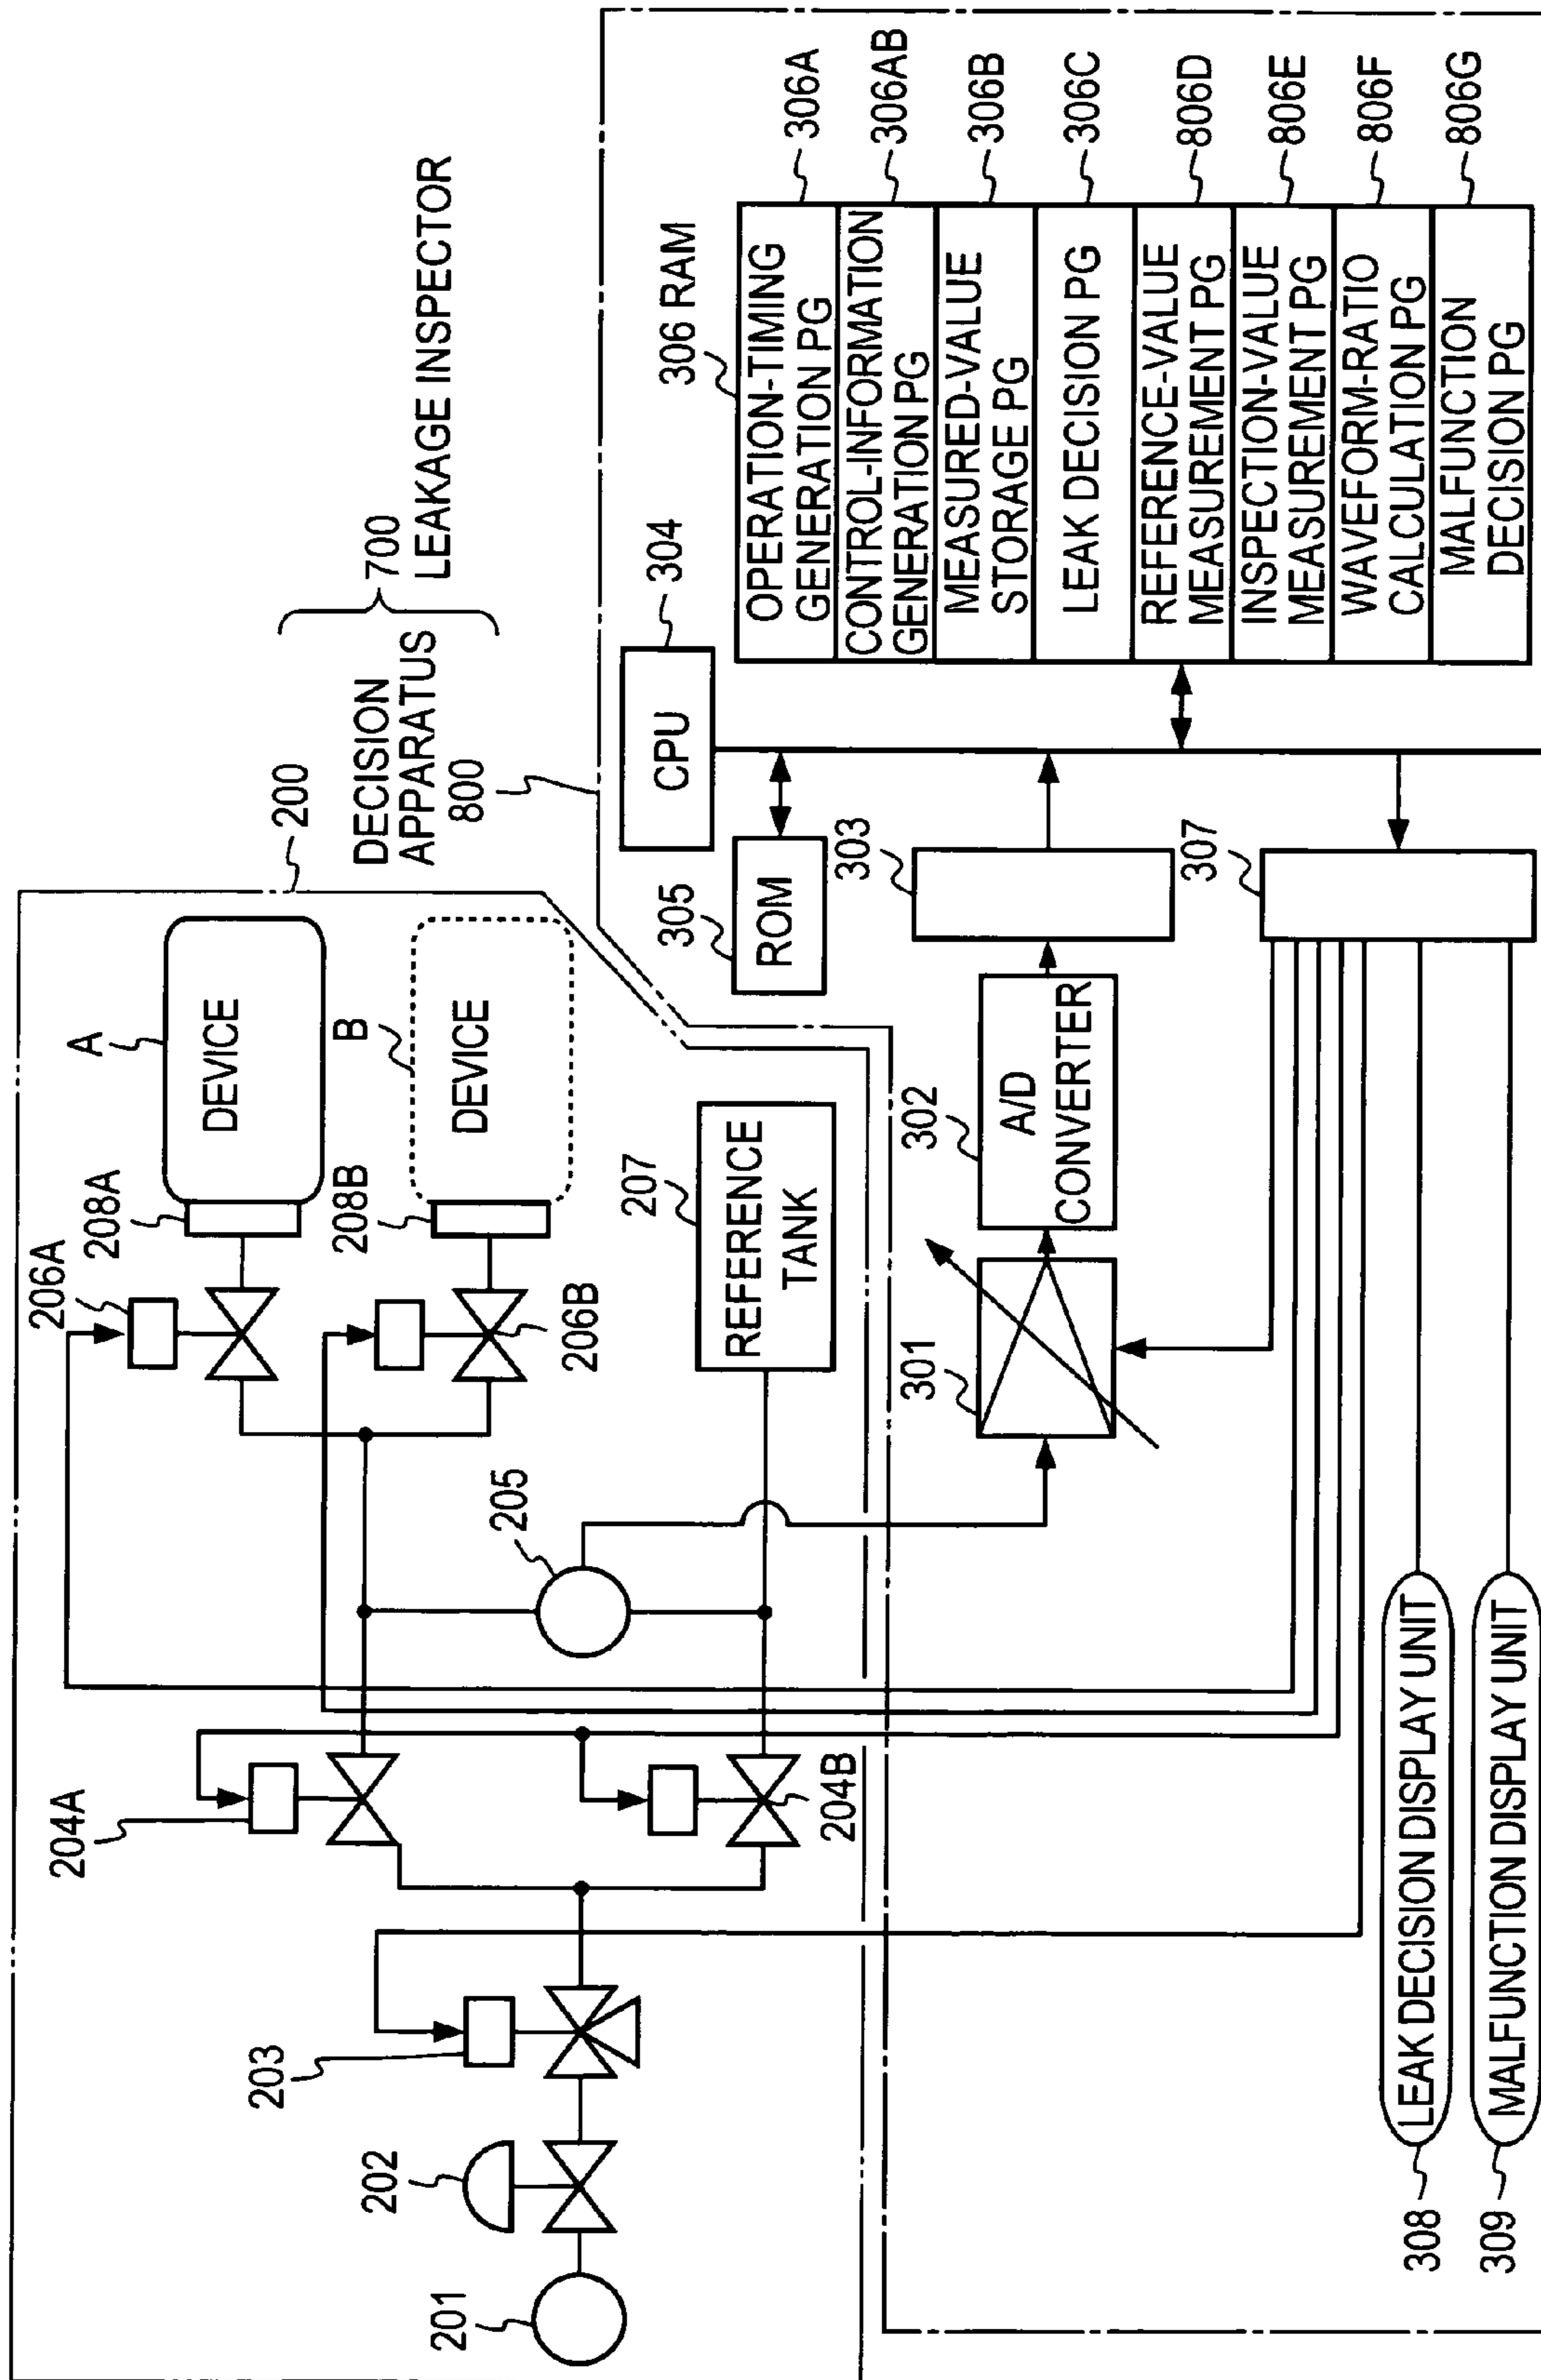 700
LEAKAGE INSPECTOR
DECISION
APPARATUS
800
200
A
DEVICE
208A
206A
B
DEVICE
208B
206B
204A
205
207
REFERENCE
TANK
204B
203
202
201
304
CPU
305
ROM
303
302
A/D
CONVERTER
301
307
306 RAM
OPERATION-TIMING
GENERATION PG
306A
CONTROL-INFORMATION
GENERATION PG
306AB
MEASURED-VALUE
STORAGE PG
306B
LEAK DECISION PG
306C
REFERENCE-VALUE
MEASUREMENT PG
806D
INSPECTION-VALUE
MEASUREMENT PG
806E
WAVEFORM-RATIO
CALCULATION PG
806F
MALFUNCTION
DECISION PG
806G
308
LEAK DECISION DISPLAY UNIT
309
MALFUNCTION DISPLAY UNIT